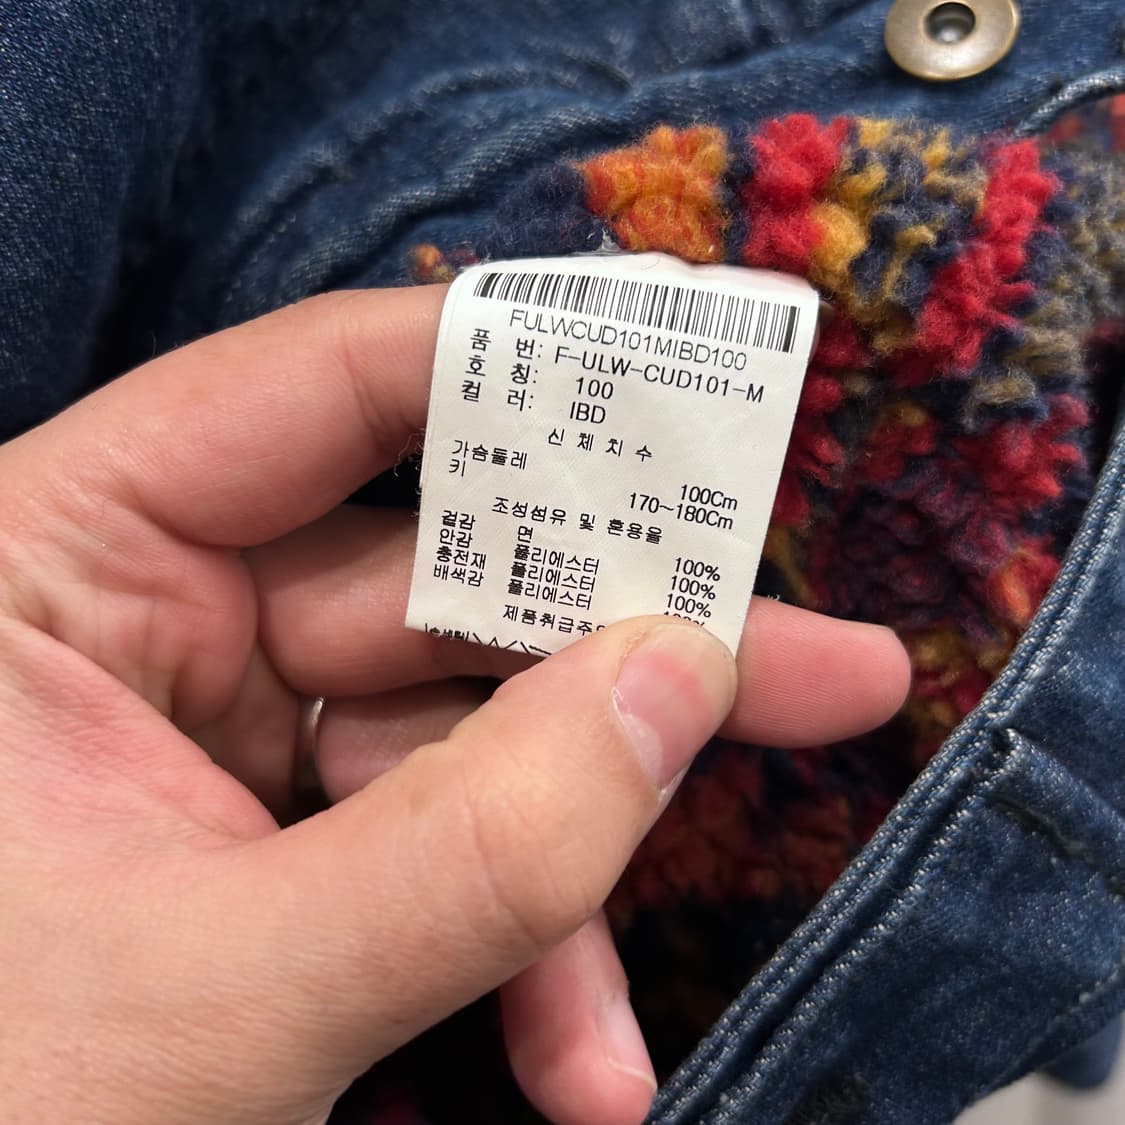 FULWCUD101MIBD100
품 번: F-ULW-CUD101-M
호 칭: 100
컬 러: IBD
신 체 치 수
가슴둘레 100Cm
키 170~180Cm
조성섬유 및 혼용율
겉감 면 100%
안감 폴리에스터 100%
충전재 폴리에스터 100%
배색감 폴리에스터 100%
제품취급주의